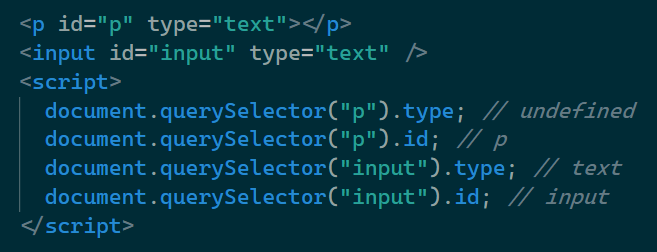 <p id="p" type="text"></p>
<input id="input" type="text" />
<script>
  document.querySelector("p").type; // undefined
  document.querySelector("p").id; // p
  document.querySelector("input").type; // text
  document.querySelector("input").id; // input
</script>